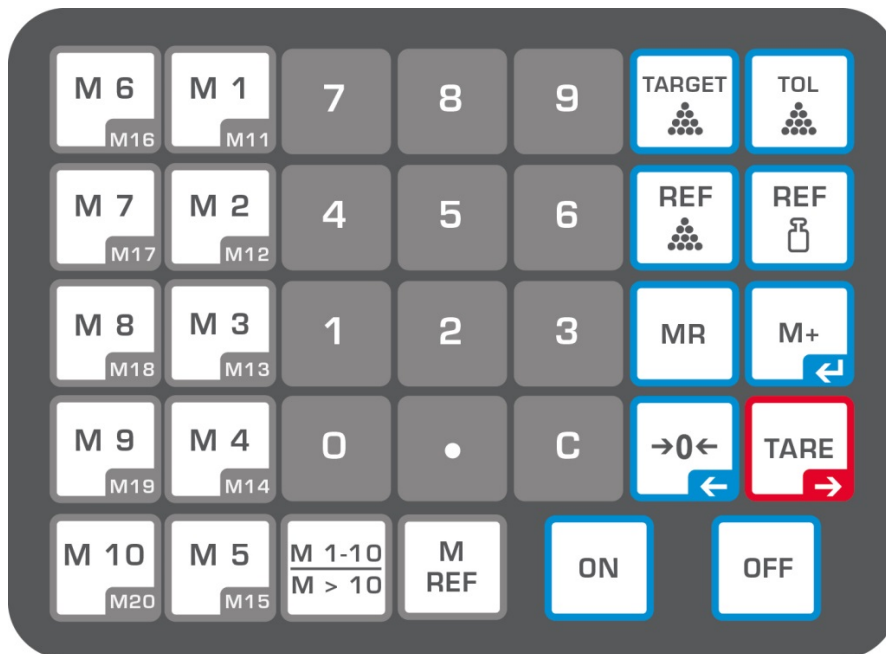 M 6 M 1 7 8 9 TARGET TOL
M16 M11
M 7 M 2 4 5 6 REF REF
M17 M12
M 8 M 3 1 2 3 MR M+
M18 M13
M 9 M 4 0 . C →0← TARE
M19 M14
M 10 M 5 M 1-10 M ON OFF
M > 10 REF
M20 M15